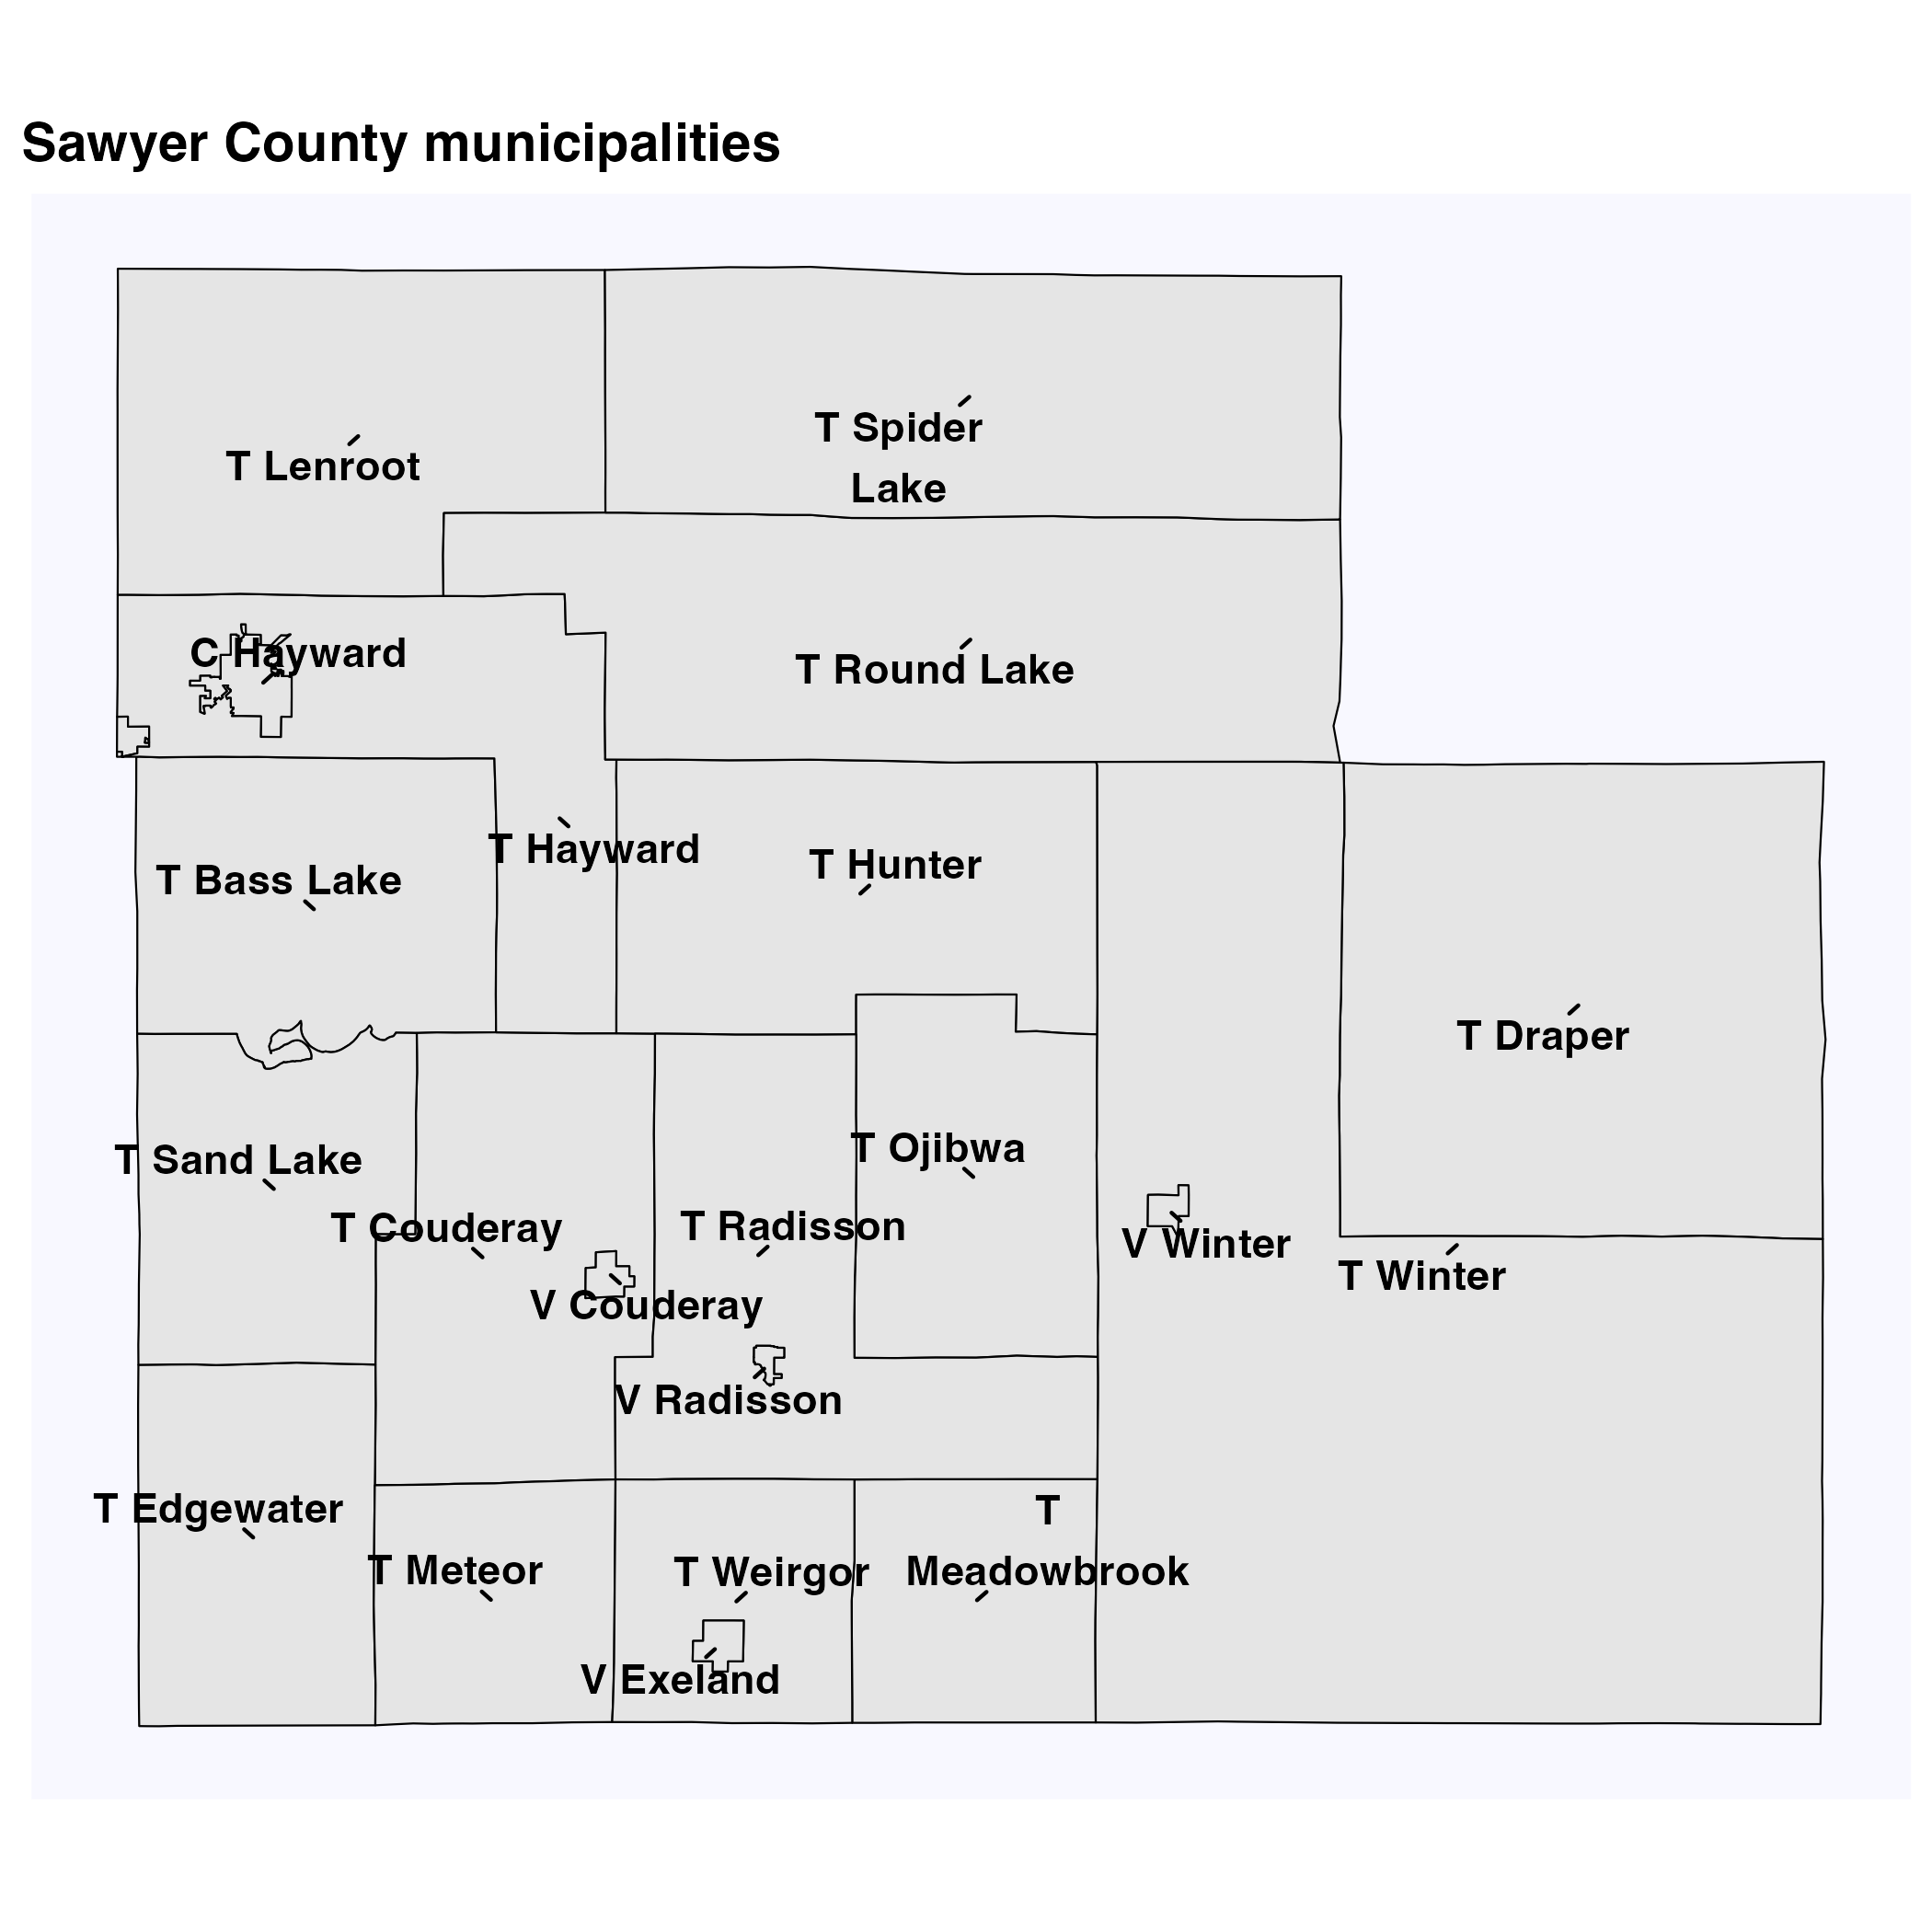 Sawyer County municipalities
T Spider
Lake
T Lenroot
C Hayward
T Round Lake
T Hayward
T Hunter
T Bass Lake
T Draper
T Ojibwa
T Sand Lake
T Couderay
T Radisson
V Winter
T Winter
V Couderay
V Radisson
T Edgewater
T
Meadowbrook
T Meteor
T Weirgor
V Exeland